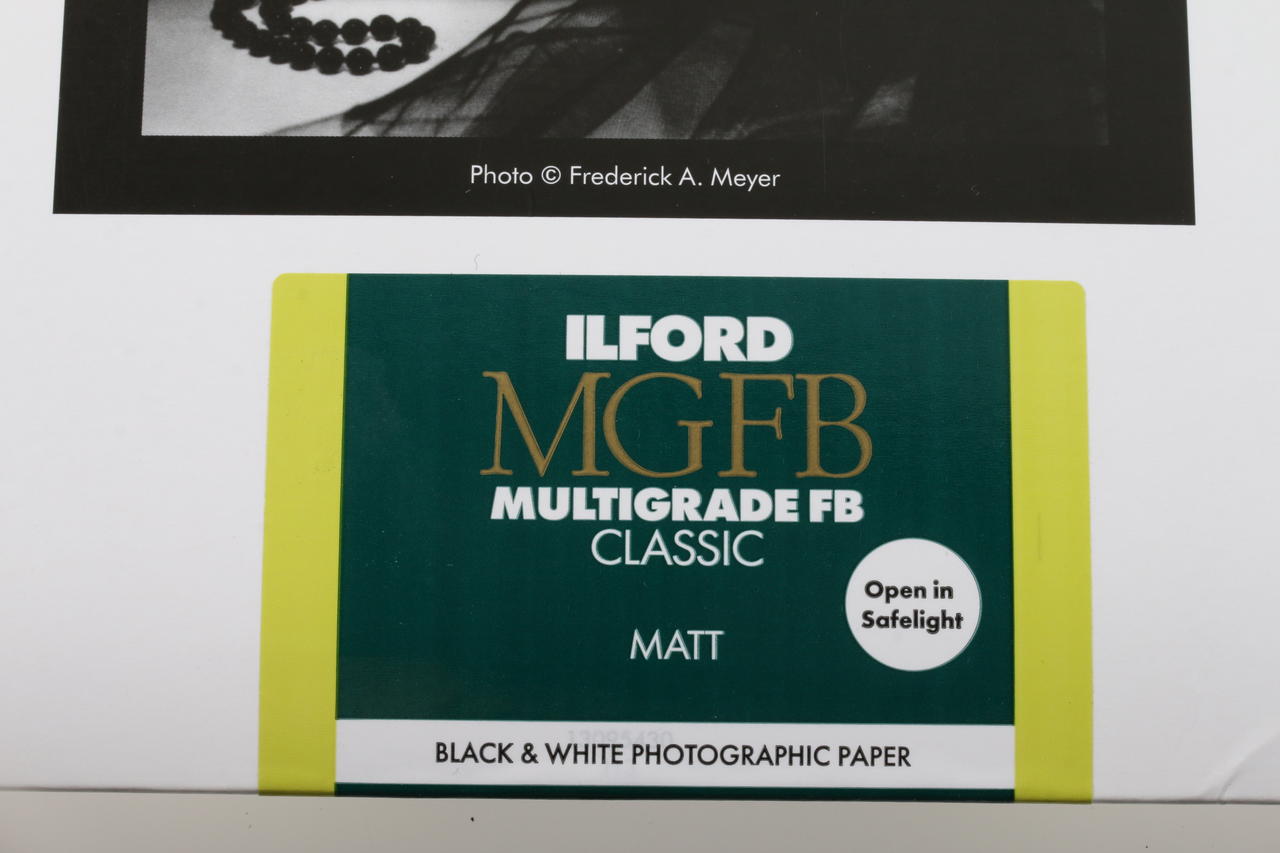 Photo © Frederick A. Meyer
ILFORD
MGFB
MULTIGRADE FB
CLASSIC
Open in
Safelight
MATT
BLACK & WHITE PHOTOGRAPHIC PAPER